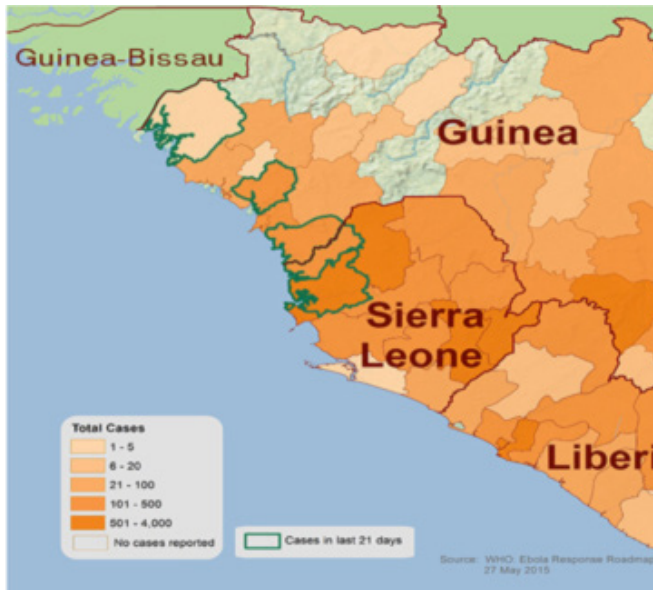 Guinea-Bissau
Guinea
Sierra
Leone
Liberi
Total Cases
1 - 5
6 - 20
21 - 100
101 - 500
501 - 4,000
No cases reported
Cases in last 21 days
Source: WHO: Ebola Response Roadmap
27 May 2015